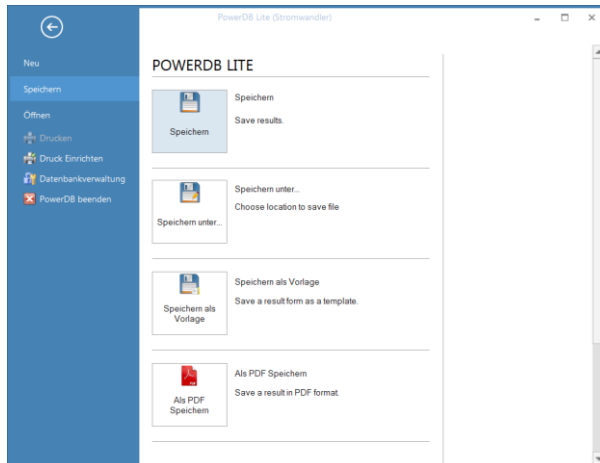 PowerDB Lite (Stromwandler)
Neu
Speichern
Öffnen
Drucken
Druck Einrichten
Datenbankverwaltung
PowerDB beenden
POWERDB LITE
Speichern
Speichern
Save results.
Speichern unter...
Speichern unter...
Choose location to save file
Speichern als
Vorlage
Speichern als Vorlage
Save a result form as a template.
Als PDF
Speichern
Als PDF Speichern
Save a result in PDF format.